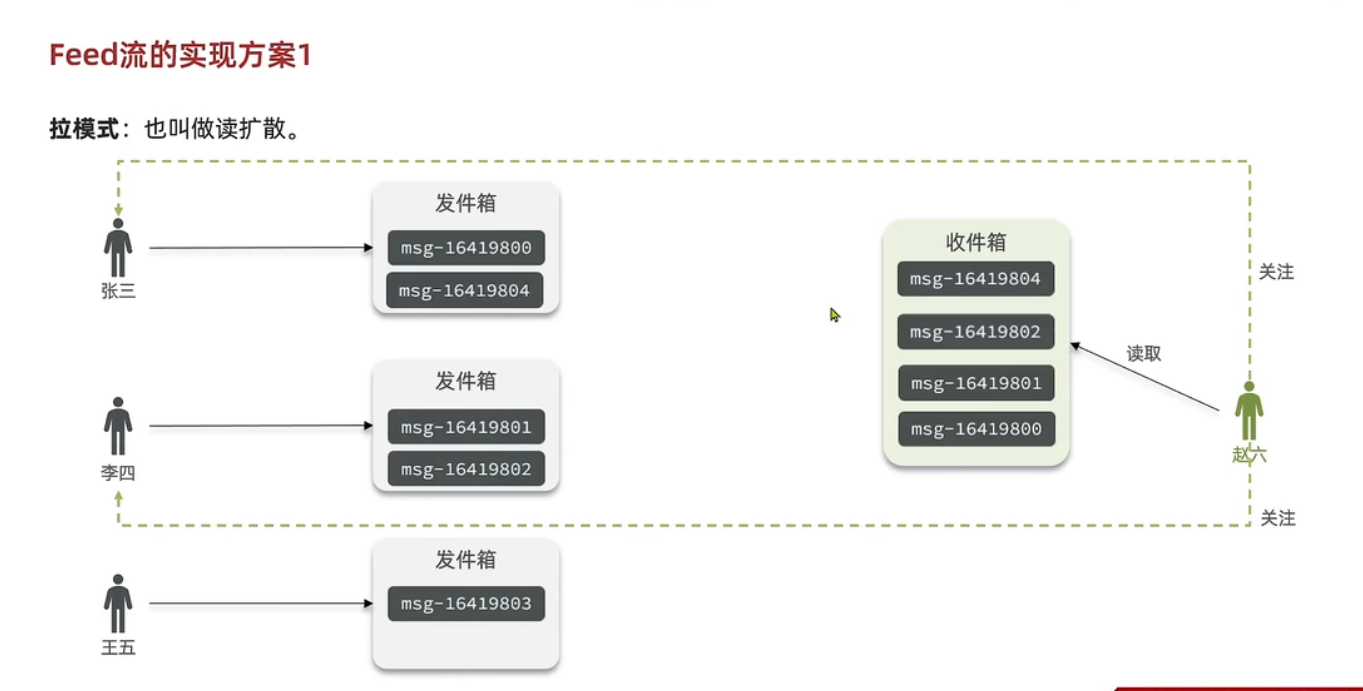 Feed流的实现方案1
拉模式：也叫做读扩散。
发件箱
msg-16419800
msg-16419804
张三
收件箱
msg-16419804
msg-16419802
msg-16419801
msg-16419800
关注
读取
发件箱
msg-16419801
msg-16419802
李四
赵六
关注
发件箱
msg-16419803
王五